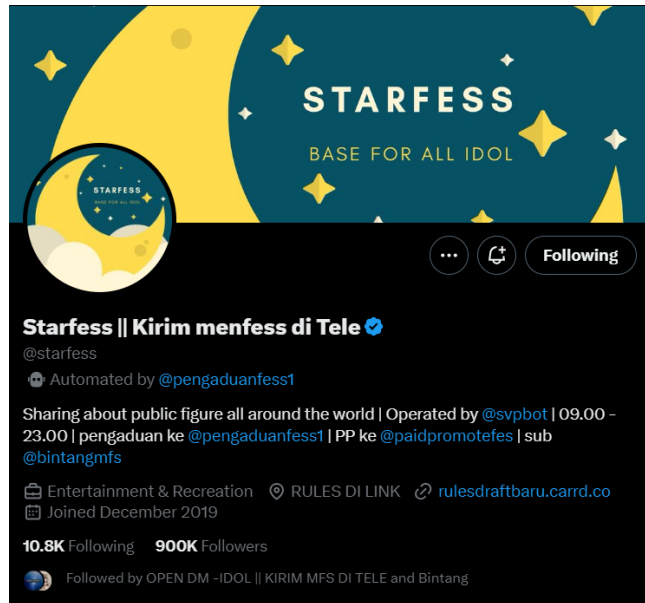 STARFESS
BASE FOR ALL IDOL
STARFESS
BASE FOR ALL IDOL
Following
Starfess || Kirim menfess di Tele
@starfess
Automated by @pengaduanfess1
Sharing about public figure all around the world | Operated by @svpbot | 09.00 -
23.00 | pengaduan ke @pengaduanfess1 | PP ke @paidpromotefes | sub
@bintangmfs
Entertainment & Recreation RULES DI LINK rulesdraftbaru.carrd.co
Joined December 2019
10.8K Following 900K Followers
Followed by OPEN DM -IDOL || KIRIM MFS DI TELE and Bintang